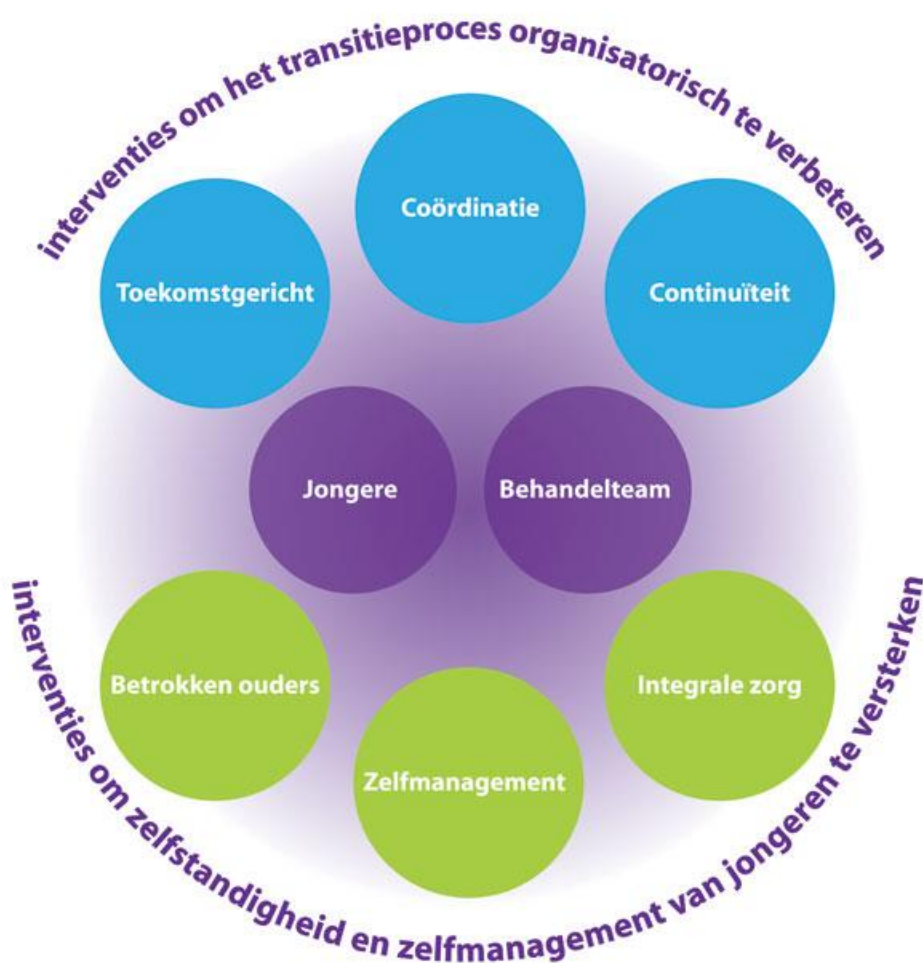 interventies om het transitieproces organisatorisch te verbeteren
Coördinatie
Toekomstgericht
Continuïteit
Jongere
Behandelteam
Betrokken ouders
Integrale zorg
Zelfmanagement
interventies om zelfstandigheid en zelfmanagement van jongeren te versterken